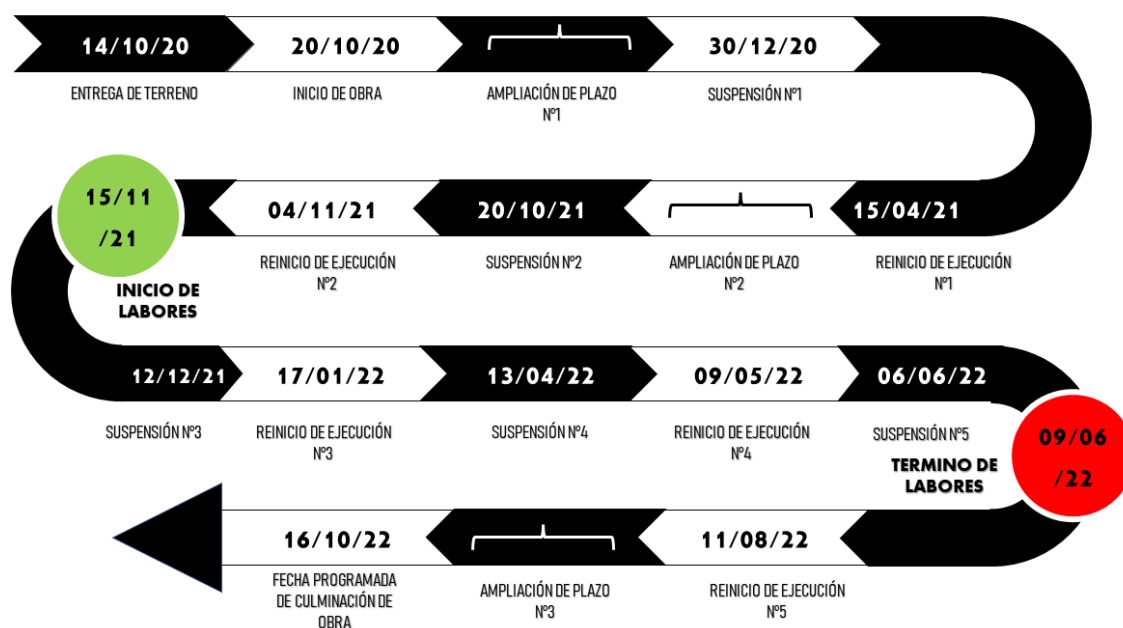 14/10/20
20/10/20
30/12/20
ENTREGA DE TERRENO
INICIO DE OBRA
AMPLIACIÓN DE PLAZO
Nº1
SUSPENSIÓN Nº1
15/11
/21
04/11/21
20/10/21
15/04/21
INICIO DE
LABORES
REINICIO DE EJECUCIÓN
Nº2
SUSPENSIÓN Nº2
AMPLIACIÓN DE PLAZO
Nº2
REINICIO DE EJECUCIÓN
Nº1
12/12/21
17/01/22
13/04/22
09/05/22
06/06/22
SUSPENSIÓN Nº3
REINICIO DE EJECUCIÓN
Nº3
SUSPENSIÓN Nº4
REINICIO DE EJECUCIÓN
Nº4
SUSPENSIÓN Nº5
09/06
/22
TERMINO DE
LABORES
16/10/22
11/08/22
FECHA PROGRAMADA
DE CULMINACIÓN DE
OBRA
AMPLIACIÓN DE PLAZO
Nº3
REINICIO DE EJECUCIÓN
Nº5